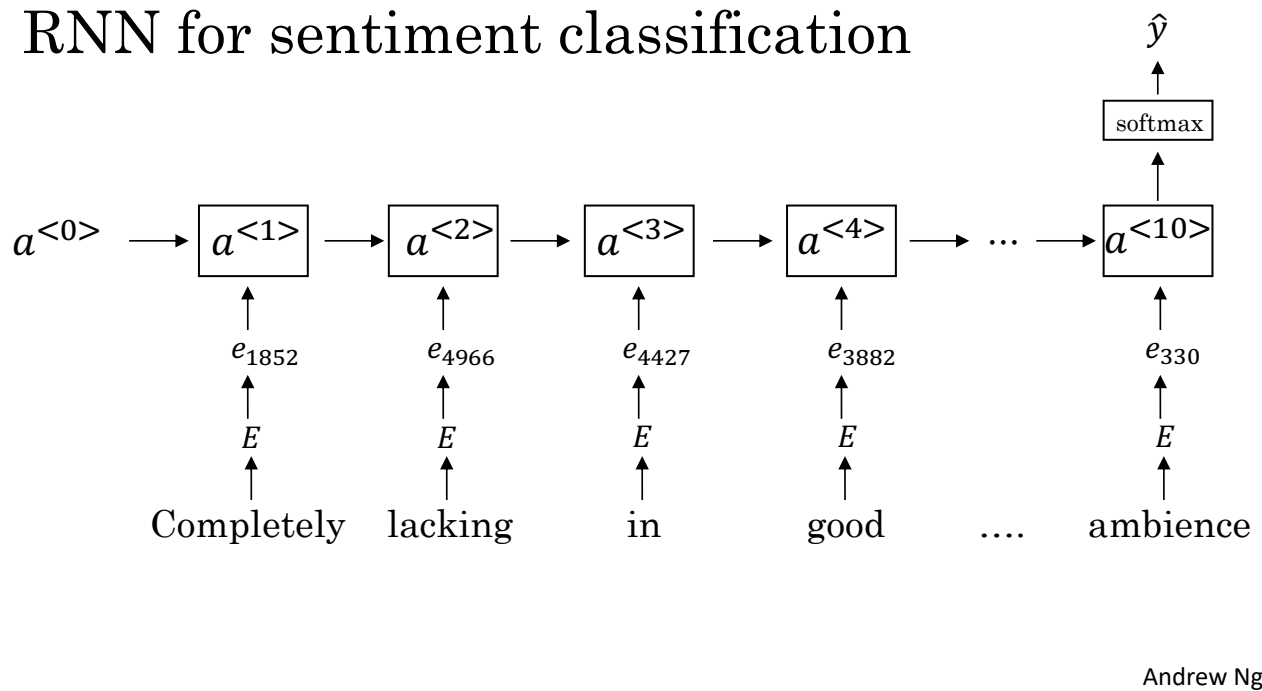 RNN for sentiment classification
ŷ
softmax
a<0> a<1> a<2> a<3> a<4> ... a<10>
e1852 e4966 e4427 e3882 e330
E E E E E
Completely lacking in good .... ambience
Andrew Ng